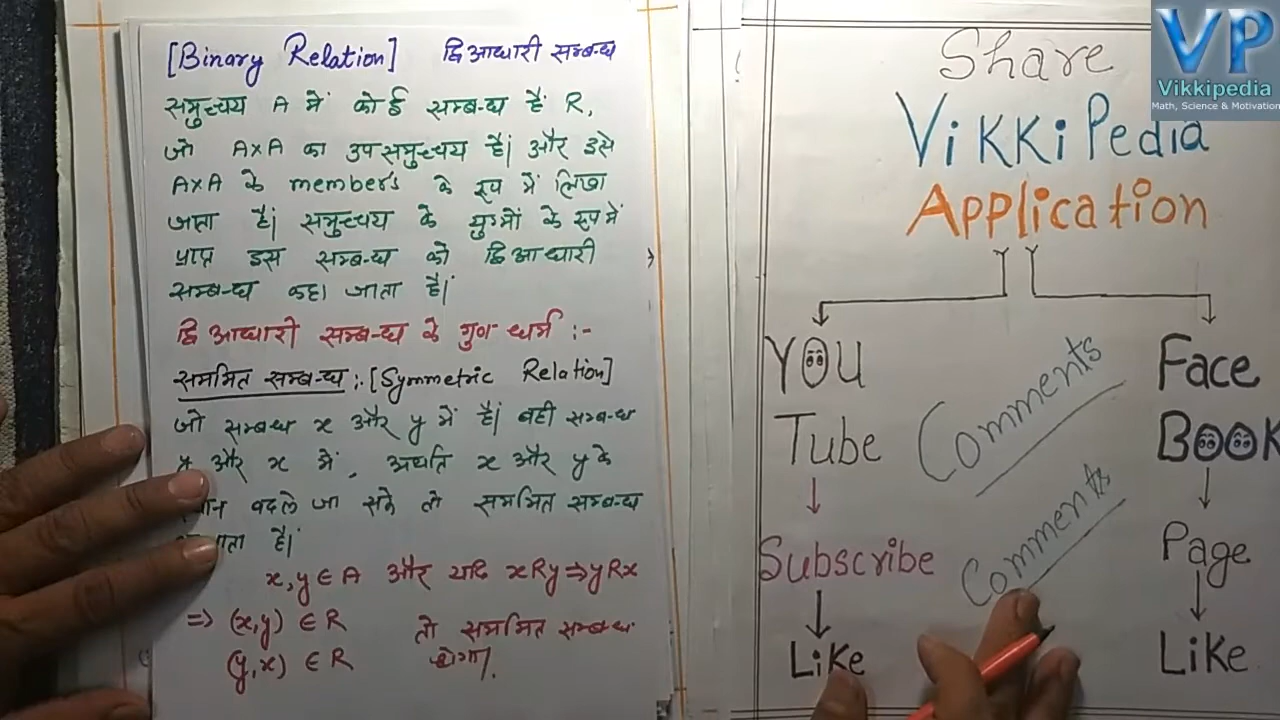 [Binary Relation] द्विआधारी सम्बन्ध
समुच्चय A में कोई सम्बन्ध हैं R,
जो A×A का उपसमुच्चय हैं। और इसे
A×A के member's के रूप में लिखा
जाता हैं। समुच्चय के युग्मों के रूप में
प्राप्त इस सम्बन्ध को द्विआधारी
सम्बन्ध कहा जाता हैं।
द्विआधारी सम्बन्ध के गुण धर्म :-
सममित सम्बन्ध :. [Symmetric Relation]
जो सम्बन्ध x और y में हैं। वही सम्बन्ध
y और x में, अर्थात x और y के
बदले जा सके तो सममित सम्बन्ध
हैं।
x,y ∈ A और यदि xRy ⇒ yRx
⇒ (x,y) ∈ R तो सममित सम्बन्ध
(y,x) ∈ R होगा।
Share
VikkiPedia
Application
YOU
Tube
Subscribe
Like
Comments
Comments
Face
BOOK
Page
Like
VP
Vikkipedia
Math, Science & Motivation